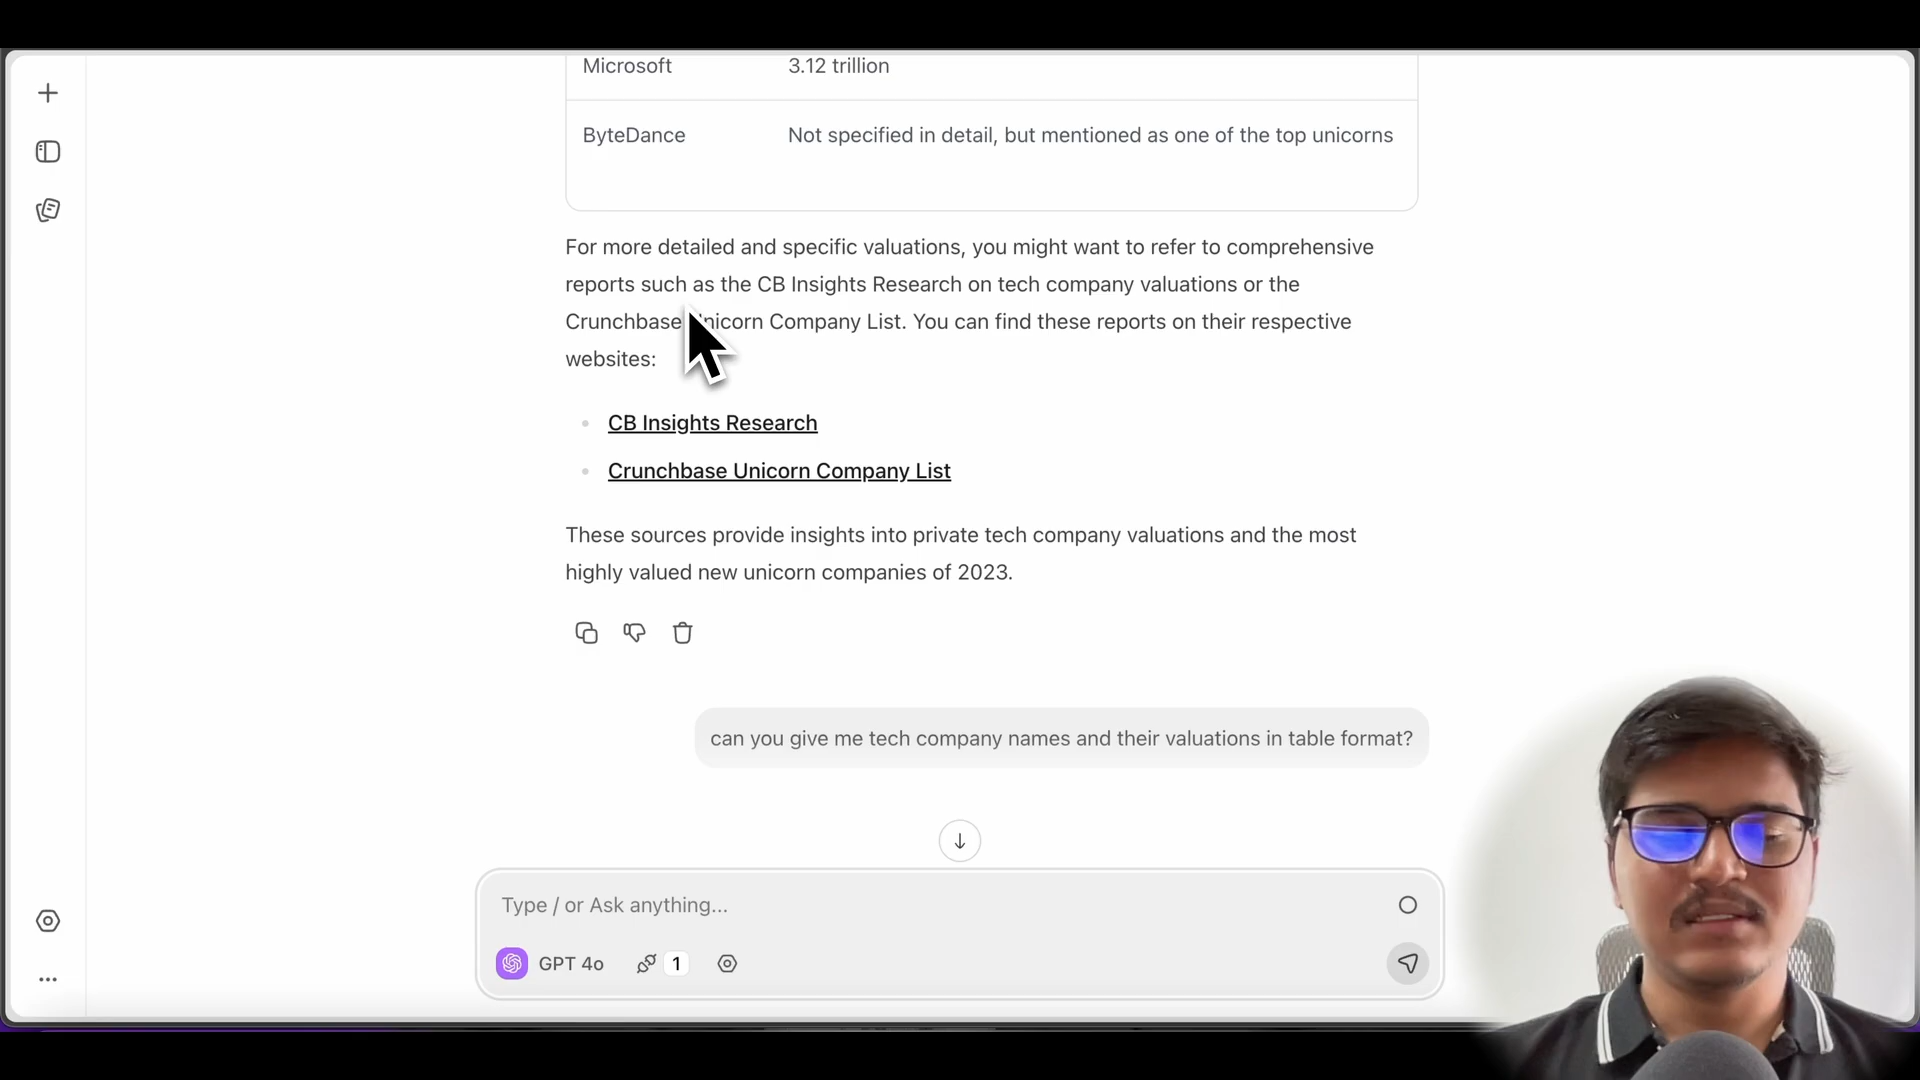 Microsoft 3.12 trillion
ByteDance Not specified in detail, but mentioned as one of the top unicorns
For more detailed and specific valuations, you might want to refer to comprehensive
reports such as the CB Insights Research on tech company valuations or the
Crunchbase Unicorn Company List. You can find these reports on their respective
websites:
CB Insights Research
Crunchbase Unicorn Company List
These sources provide insights into private tech company valuations and the most
highly valued new unicorn companies of 2023.
can you give me tech company names and their valuations in table format?
Type / or Ask anything...
GPT 4o 1